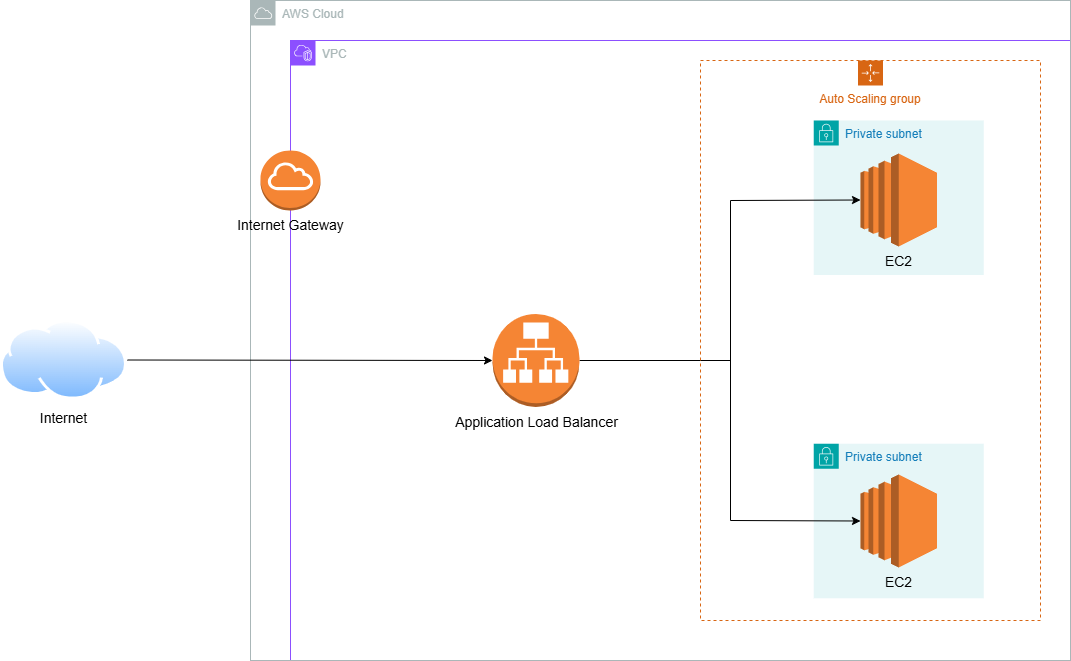 AWS Cloud
VPC
Auto Scaling group
Private subnet
EC2
Internet Gateway
Internet
Application Load Balancer
Private subnet
EC2